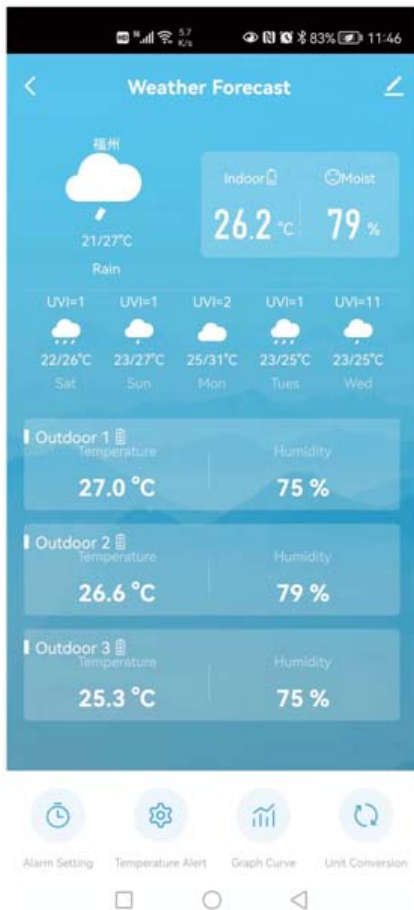 HD 5.7 K/s 83% 11:46
Weather Forecast
福州
21/27℃
Rain
Indoor Moist
26.2 ℃ 79 %
UVI=1 UVI=1 UVI=2 UVI=1 UVI=11
22/26℃ 23/27℃ 25/31℃ 23/25℃ 23/25℃
Sat Sun Mon Tues Wed
Outdoor 1
Temperature Humidity
27.0 ℃ 75 %
Outdoor 2
Temperature Humidity
26.6 ℃ 79 %
Outdoor 3
Temperature Humidity
25.3 ℃ 75 %
Alarm Setting Temperature Alert Graph Curve Unit Conversion